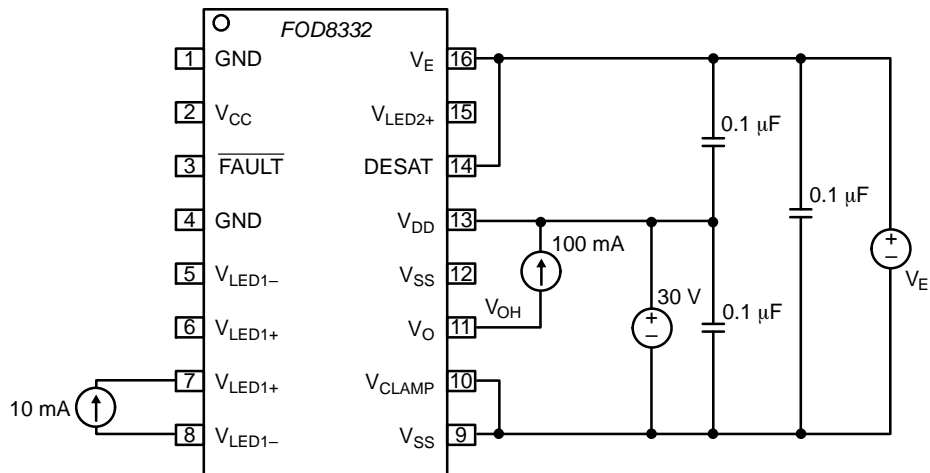 FOD8332
1 GND
2 VCC
3 FAULT
4 GND
5 VLED1–
6 VLED1+
7 VLED1+
8 VLED1–
VE 16
VLED2+ 15
DESAT 14
VDD 13
VSS 12
VO 11
VCLAMP 10
VSS 9
10 mA
VOH
100 mA
30 V
+
–
0.1 μF
0.1 μF
0.1 μF
+
–
VE